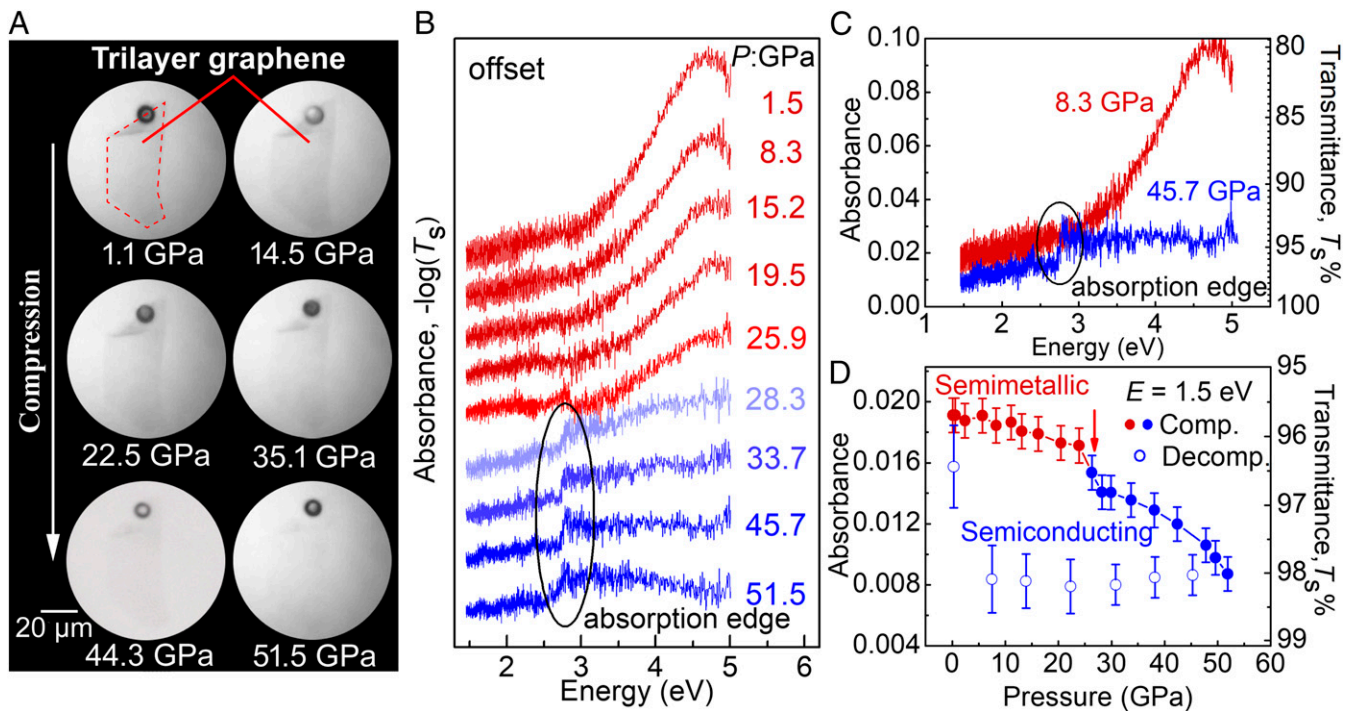 A
Trilayer graphene
1.1 GPa
14.5 GPa
Compression
22.5 GPa
35.1 GPa
20 μm
44.3 GPa
51.5 GPa
B
offset
P:GPa
1.5
8.3
15.2
19.5
25.9
28.3
33.7
45.7
51.5
absorption edge
Absorbance, -log(Ts)
2 3 4 5
Energy (eV)
C
0.10
0.08
0.06
0.04
0.02
0.00
Absorbance
8.3 GPa
45.7 GPa
absorption edge
80
85
90
95
100
Transmittance, Ts%
1 2 3 4 5
Energy (eV)
D
0.020
0.016
0.012
0.008
0.004
Absorbance
Semimetallic
E = 1.5 eV
Comp.
Decomp.
Semiconducting
95
96
97
98
99
Transmittance, Ts%
0 10 20 30 40 50 60
Pressure (GPa)